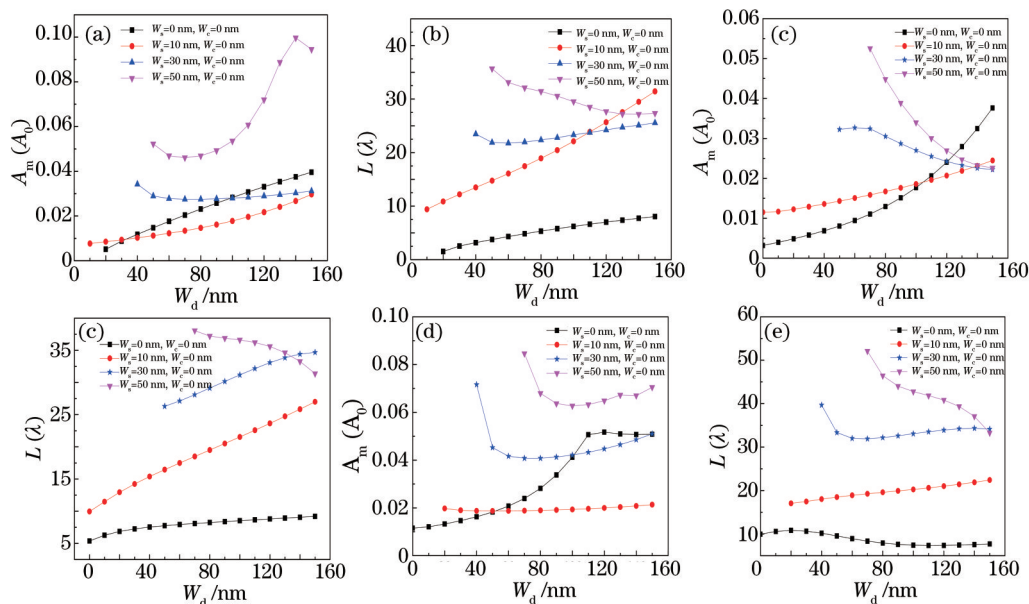 (a)
W_s=0 nm, W_c=0 nm
W_s=10 nm, W_c=0 nm
W_s=30 nm, W_c=0 nm
W_s=50 nm, W_c=0 nm
A_m (A_0)
0.10
0.08
0.06
0.04
0.02
0
0 40 80 120 160
W_d /nm
(b)
W_s=0 nm, W_c=0 nm
W_s=10 nm, W_c=0 nm
W_s=30 nm, W_c=0 nm
W_s=50 nm, W_c=0 nm
L (λ)
40
30
20
10
0
0 40 80 120 160
W_d /nm
(c)
W_s=0 nm, W_c=0 nm
W_s=10 nm, W_c=0 nm
W_s=30 nm, W_c=0 nm
W_s=50 nm, W_c=0 nm
A_m (A_0)
0.06
0.05
0.04
0.03
0.02
0.01
0
0 40 80 120 160
W_d /nm
(c)
W_s=0 nm, W_c=0 nm
W_s=10 nm, W_c=0 nm
W_s=30 nm, W_c=0 nm
W_s=50 nm, W_c=0 nm
L (λ)
35
25
15
5
0 40 80 120 160
W_d /nm
(d)
W_s=0 nm, W_c=0 nm
W_s=10 nm, W_c=0 nm
W_s=30 nm, W_c=0 nm
W_s=50 nm, W_c=0 nm
A_m (A_0)
0.10
0.08
0.06
0.04
0.02
0
0 40 80 120 160
W_d /nm
(e)
W_s=0 nm, W_c=0 nm
W_s=10 nm, W_c=0 nm
W_s=30 nm, W_c=0 nm
W_s=50 nm, W_c=0 nm
L (λ)
60
50
40
30
20
10
0 40 80 120 160
W_d /nm